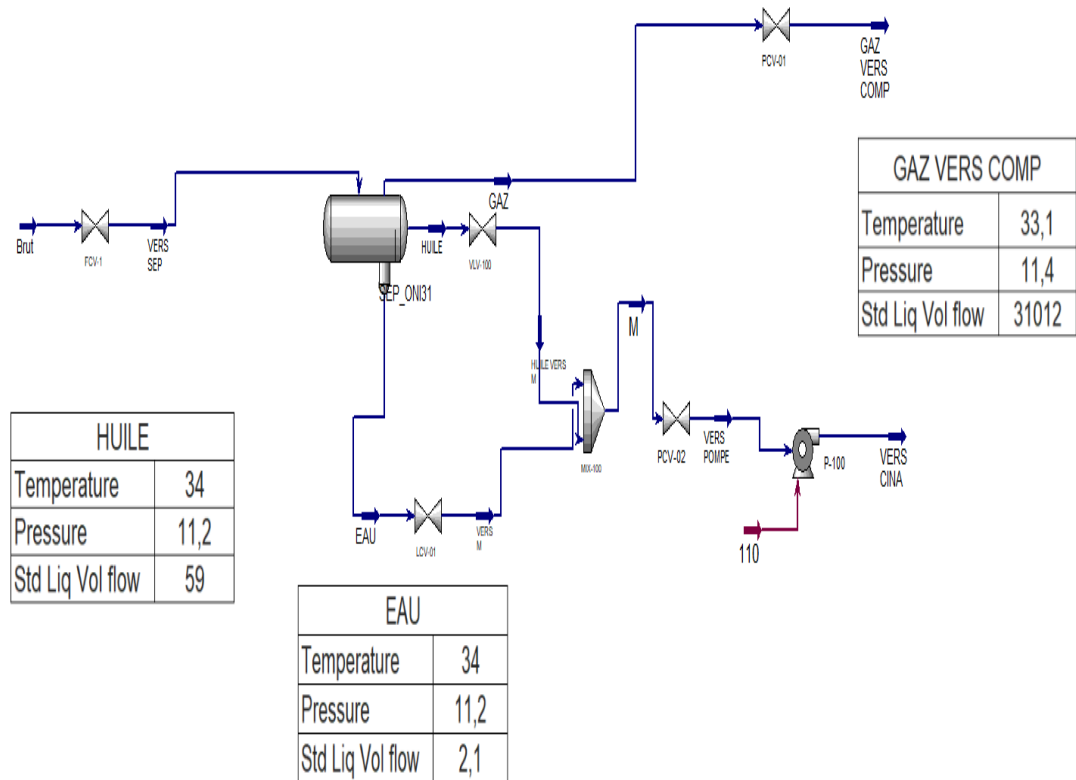 PCV-01
GAZ
VERS
COMP
GAZ VERS COMP
Temperature 33,1
Pressure 11,4
Std Liq Vol flow 31012
GAZ
Brut
FCV-1
VERS
SEP
HUILE
VLV-100
SEP_ONI31
M
HUILE VERS
M
MIX-100
PCV-02
VERS
POMPE
P-100
VERS
CINA
110
HUILE
Temperature 34
Pressure 11,2
Std Liq Vol flow 59
EAU
LCV-01
VERS
M
EAU
Temperature 34
Pressure 11,2
Std Liq Vol flow 2,1